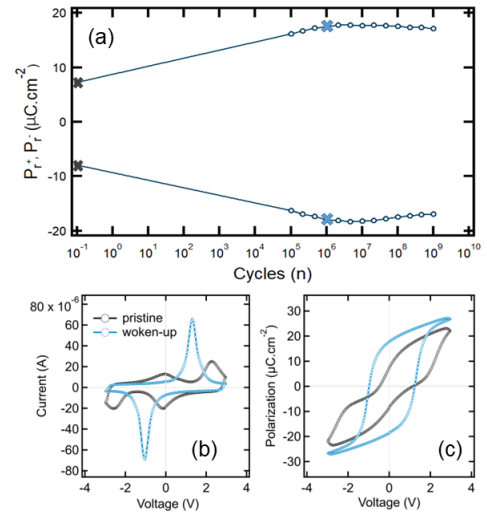 (a)
20
10
0
-10
-20
P_r^+, P_r^- (μC.cm^-2)
10^-1 10^0 10^1 10^2 10^3 10^4 10^5 10^6 10^7 10^8 10^9 10^10
Cycles (n)
80 x 10^-6
60
40
20
0
-20
-40
-60
-80
Current (A)
pristine
woken-up
(b)
-4 -2 0 2 4
Voltage (V)
30
20
10
0
-10
-20
-30
Polarization (μC.cm^-2)
(c)
-4 -2 0 2 4
Voltage (V)